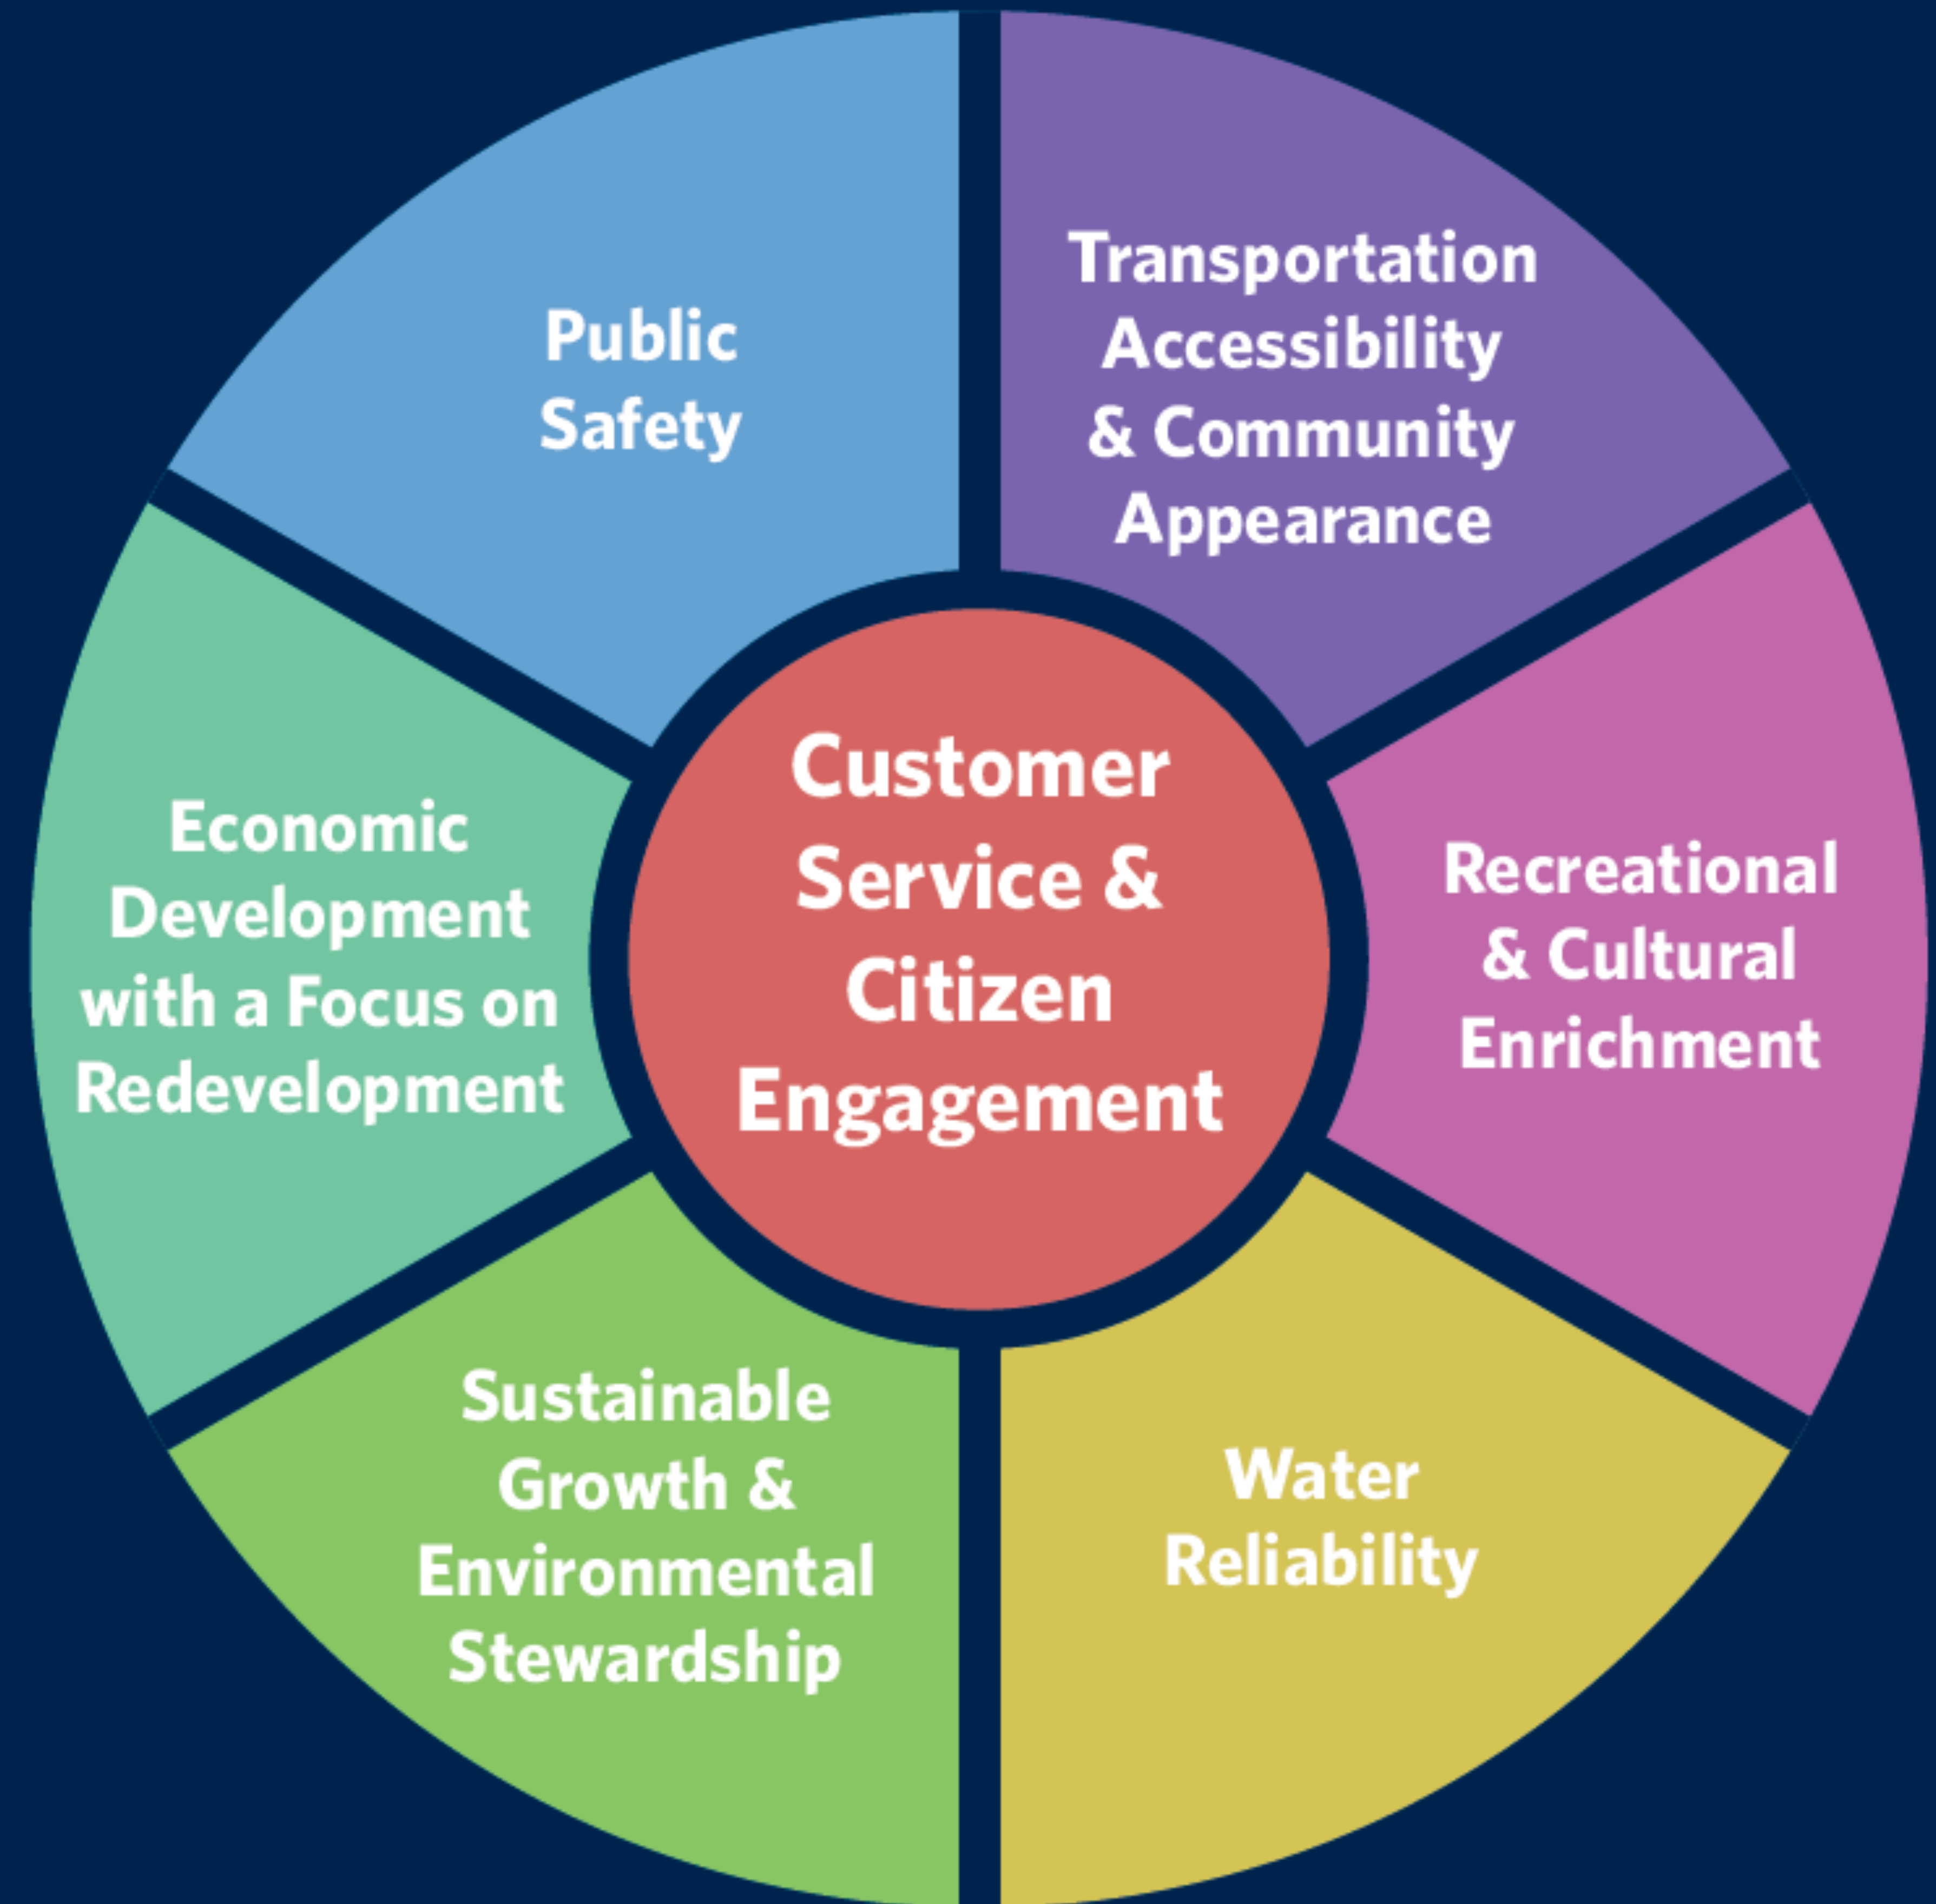 Public
Safety
Transportation
Accessibility
& Community
Appearance
Economic
Development
with a Focus on
Redevelopment
Customer
Service &
Citizen
Engagement
Recreational
& Cultural
Enrichment
Sustainable
Growth &
Environmental
Stewardship
Water
Reliability